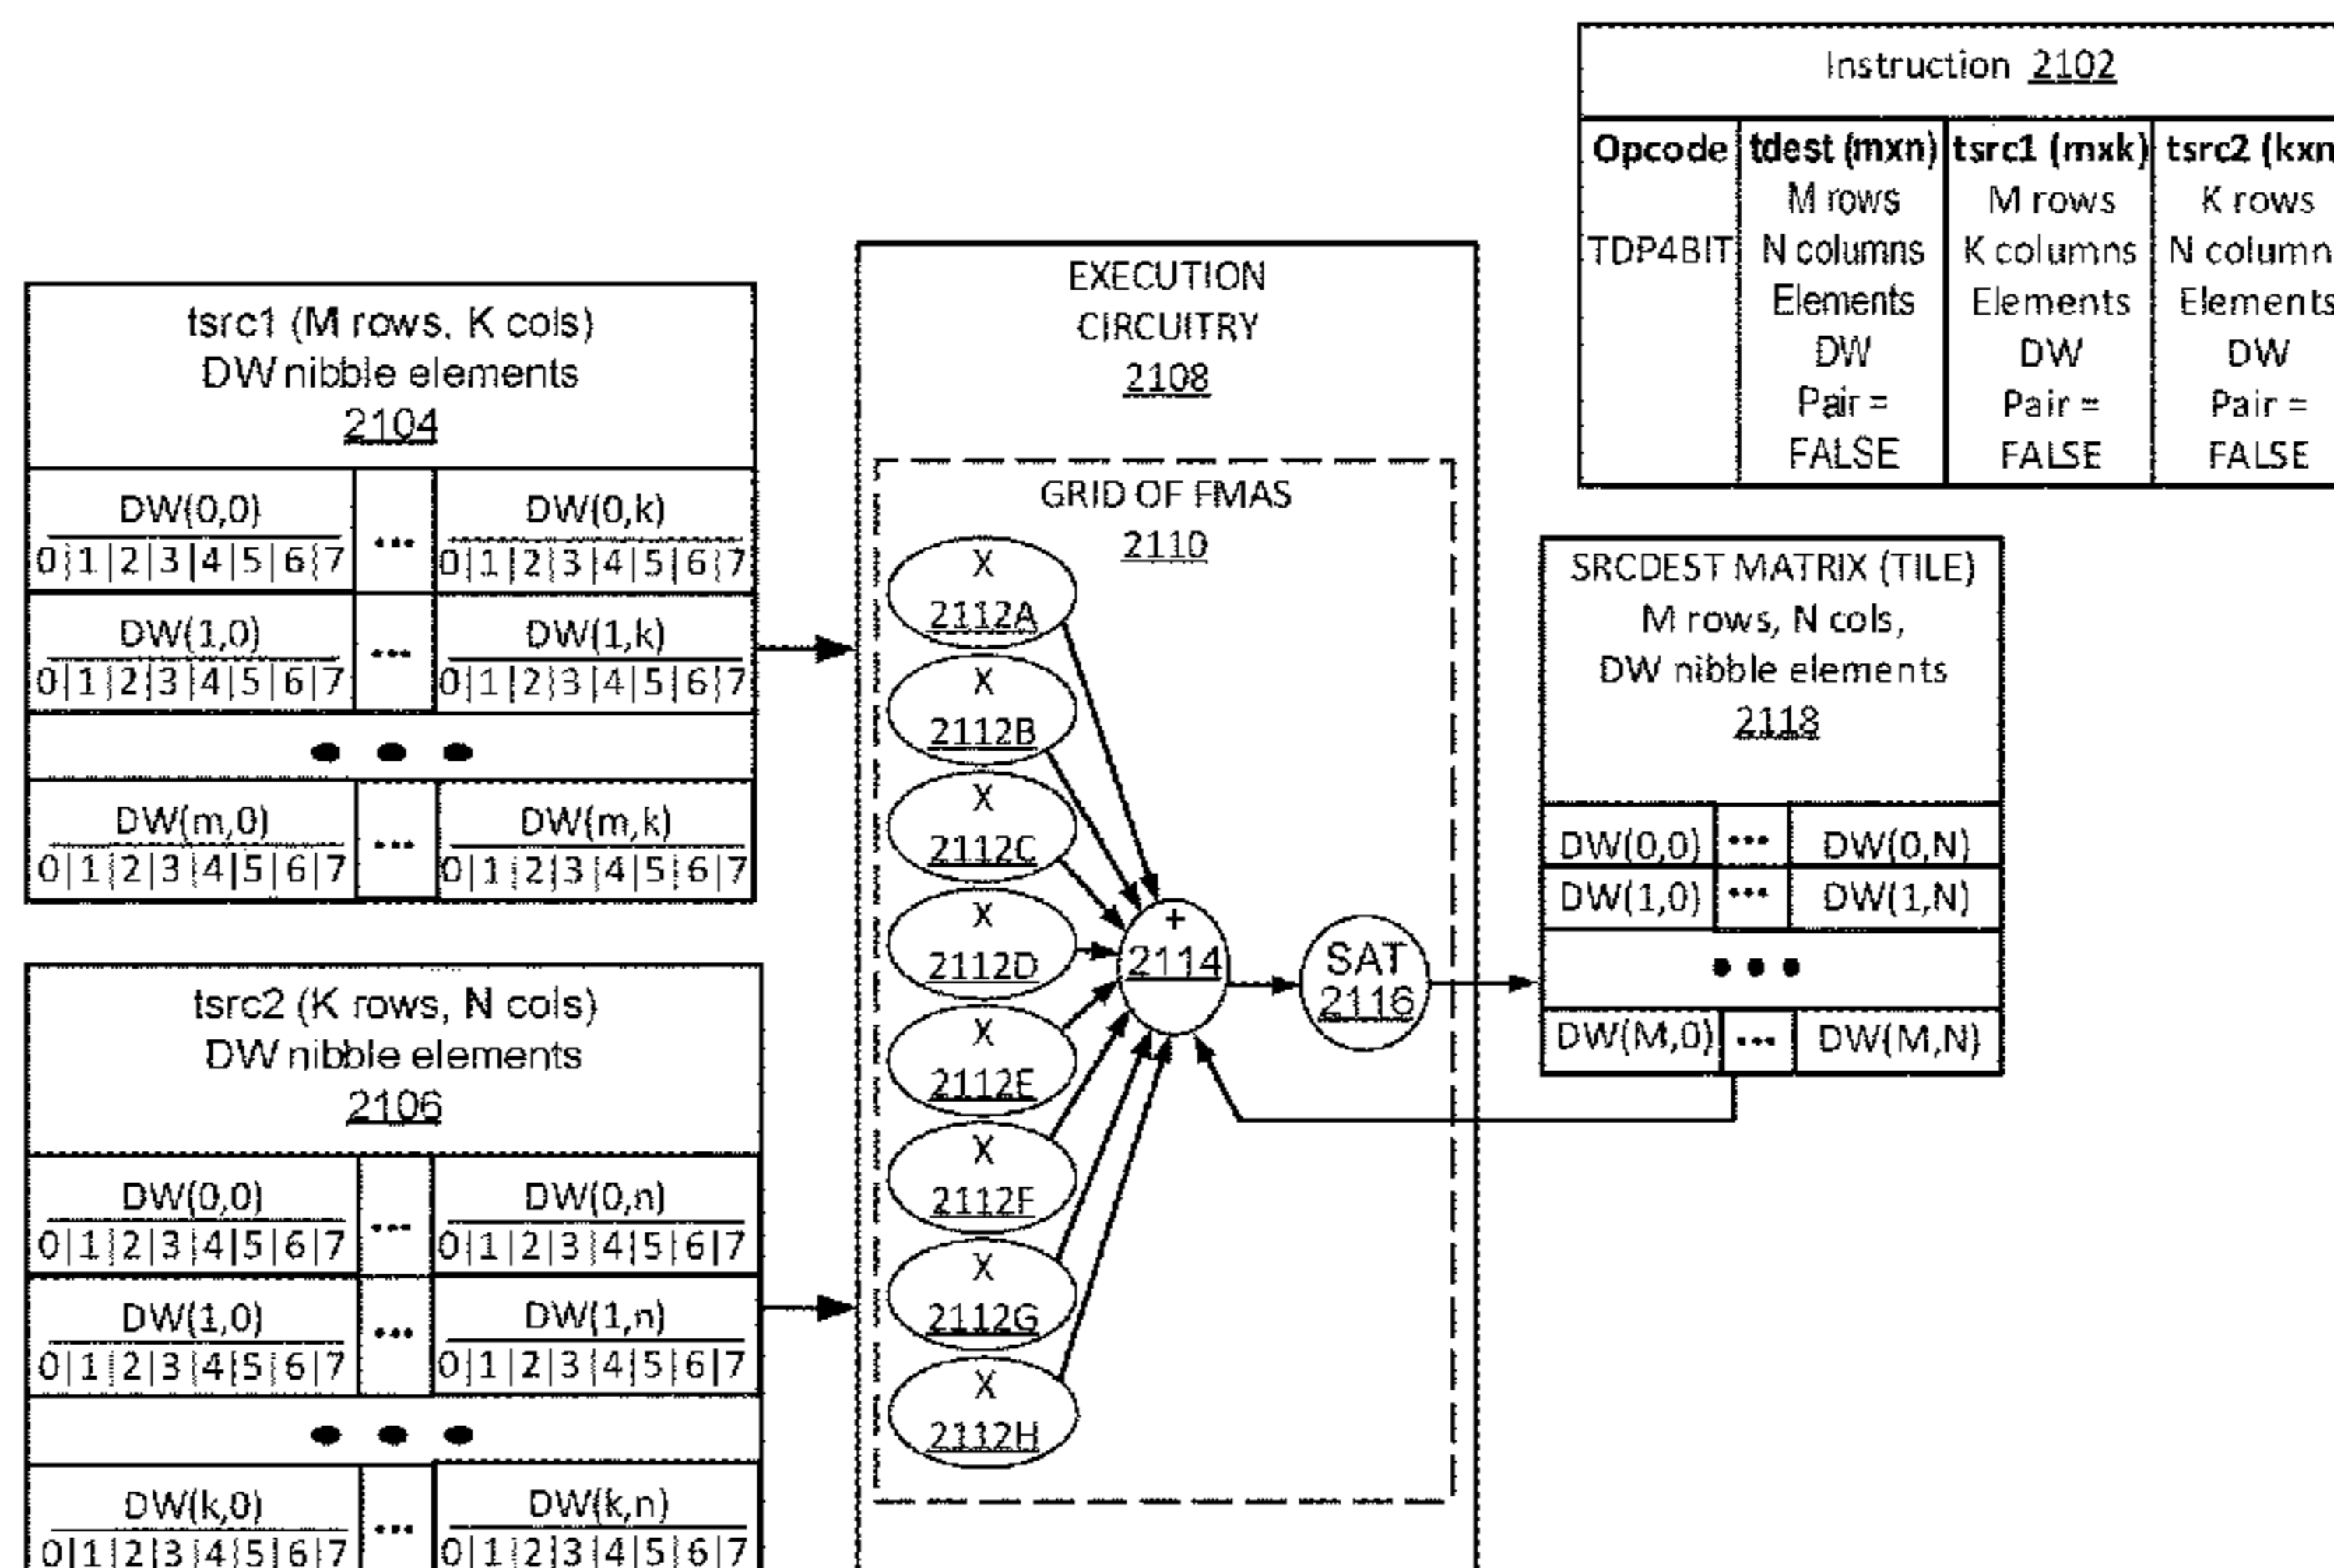 Instruction 2102
Opcode tdest (mxn) tsrc1 (mxk) tsrc2 (kxn
M rows M rows K rows
TDP4BIT N columns K columns N column
Elements Elements Elements
DW DW DW
Pair = Pair = Pair =
FALSE FALSE FALSE
tsrc1 (M rows, K cols)
DW nibble elements
2104
DW(0,0) ... DW(0,k)
0|1|2|3|4|5|6|7 0|1|2|3|4|5|6|7
DW(1,0) ... DW(1,k)
0|1|2|3|4|5|6|7 0|1|2|3|4|5|6|7
• • •
DW(m,0) ... DW(m,k)
0|1|2|3|4|5|6|7 0|1|2|3|4|5|6|7
tsrc2 (K rows, N cols)
DW nibble elements
2106
DW(0,0) ... DW(0,n)
0|1|2|3|4|5|6|7 0|1|2|3|4|5|6|7
DW(1,0) ... DW(1,n)
0|1|2|3|4|5|6|7 0|1|2|3|4|5|6|7
• • •
DW(k,0) ... DW(k,n)
0|1|2|3|4|5|6|7 0|1|2|3|4|5|6|7
EXECUTION
CIRCUITRY
2108
GRID OF FMAS
2110
X
2112A
X
2112B
X
2112C
X
2112D
X
2112E
X
2112F
X
2112G
X
2112H
+
2114
SAT
2116
SRCDEST MATRIX (TILE)
M rows, N cols,
DW nibble elements
2118
DW(0,0) ... DW(0,N)
DW(1,0) ... DW(1,N)
• • •
DW(M,0) ... DW(M,N)